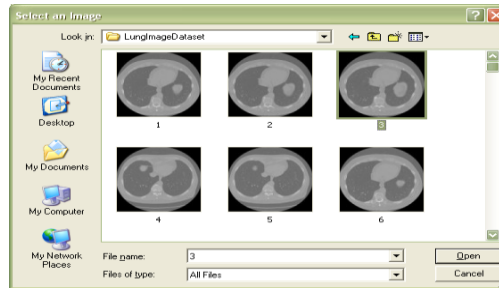 Select an Image
Look in: LungImageDataset
My Recent
Documents
Desktop
My Documents
My Computer
My Network
Places
1 2 3
4 5 6
File name: 3 Open
Files of type: All Files Cancel